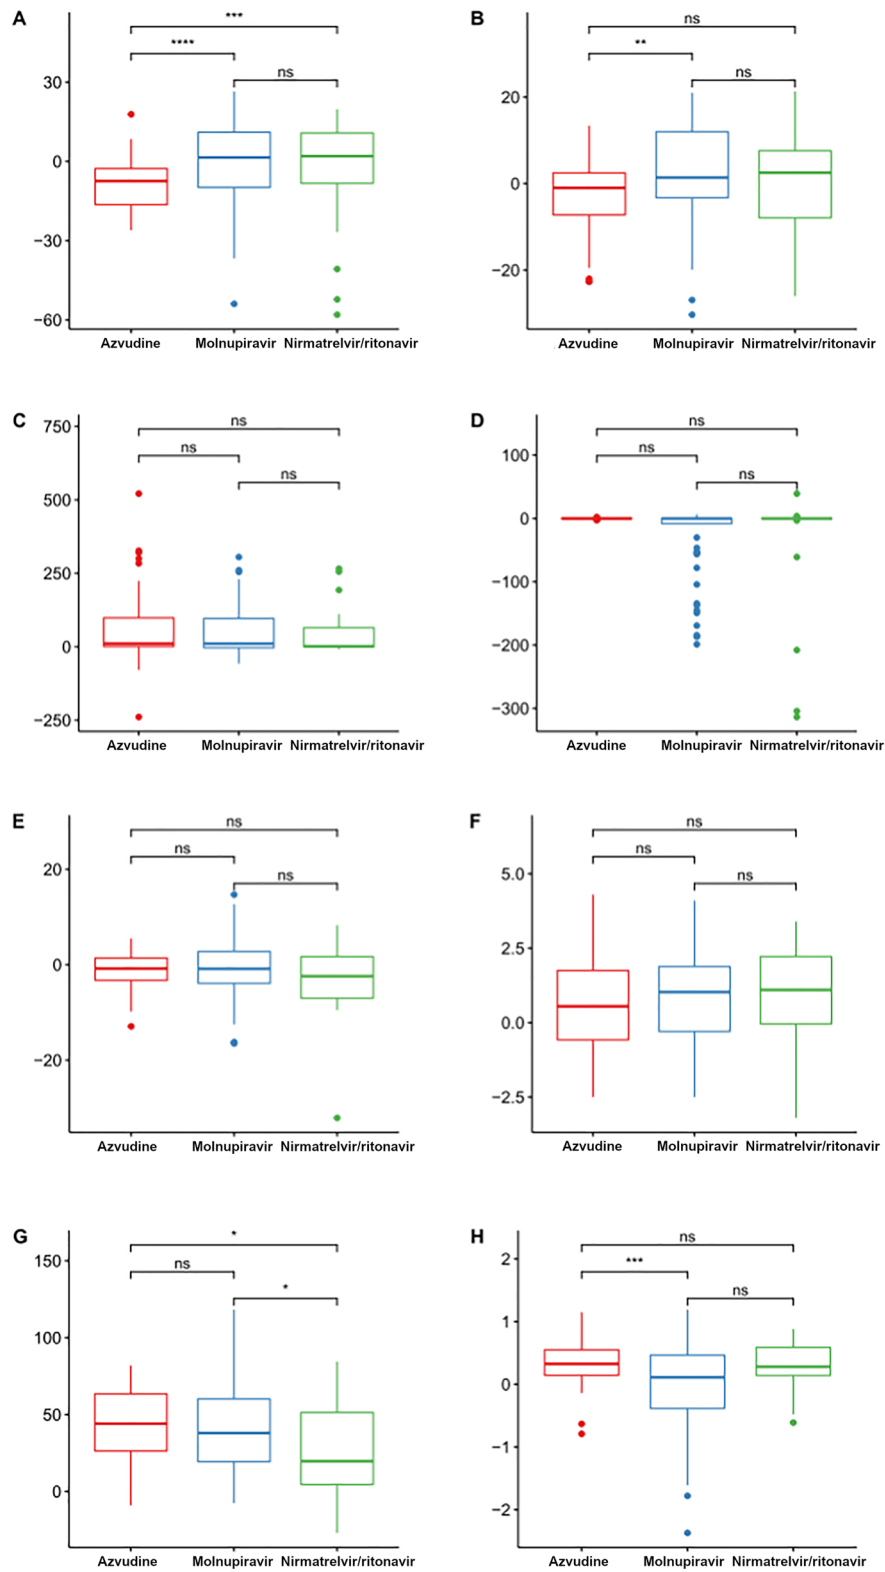 A
***
****
ns
30
0
−30
−60
Azvudine Molnupiravir Nirmatrelvir/ritonavir
B
ns
**
ns
20
0
−20
Azvudine Molnupiravir Nirmatrelvir/ritonavir
C
750
ns
ns
ns
500
250
0
−250
Azvudine Molnupiravir Nirmatrelvir/ritonavir
D
ns
ns
ns
100
0
−100
−200
−300
Azvudine Molnupiravir Nirmatrelvir/ritonavir
E
ns
ns
ns
20
0
−20
Azvudine Molnupiravir Nirmatrelvir/ritonavir
F
ns
ns
ns
5.0
2.5
0.0
−2.5
Azvudine Molnupiravir Nirmatrelvir/ritonavir
G
*
ns
*
150
100
50
0
Azvudine Molnupiravir Nirmatrelvir/ritonavir
H
ns
***
ns
2
1
0
−1
−2
Azvudine Molnupiravir Nirmatrelvir/ritonavir